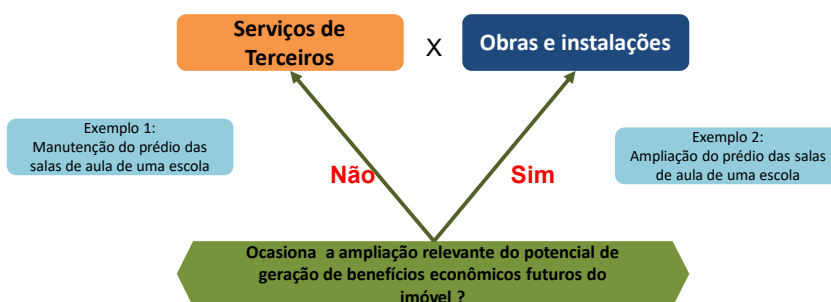 Serviços de
Terceiros
X
Obras e instalações
Exemplo 1:
Manutenção do prédio das
salas de aula de uma escola
Exemplo 2:
Ampliação do prédio das salas
de aula de uma escola
Não
Sim
Ocasiona a ampliação relevante do potencial de
geração de benefícios econômicos futuros do
imóvel ?